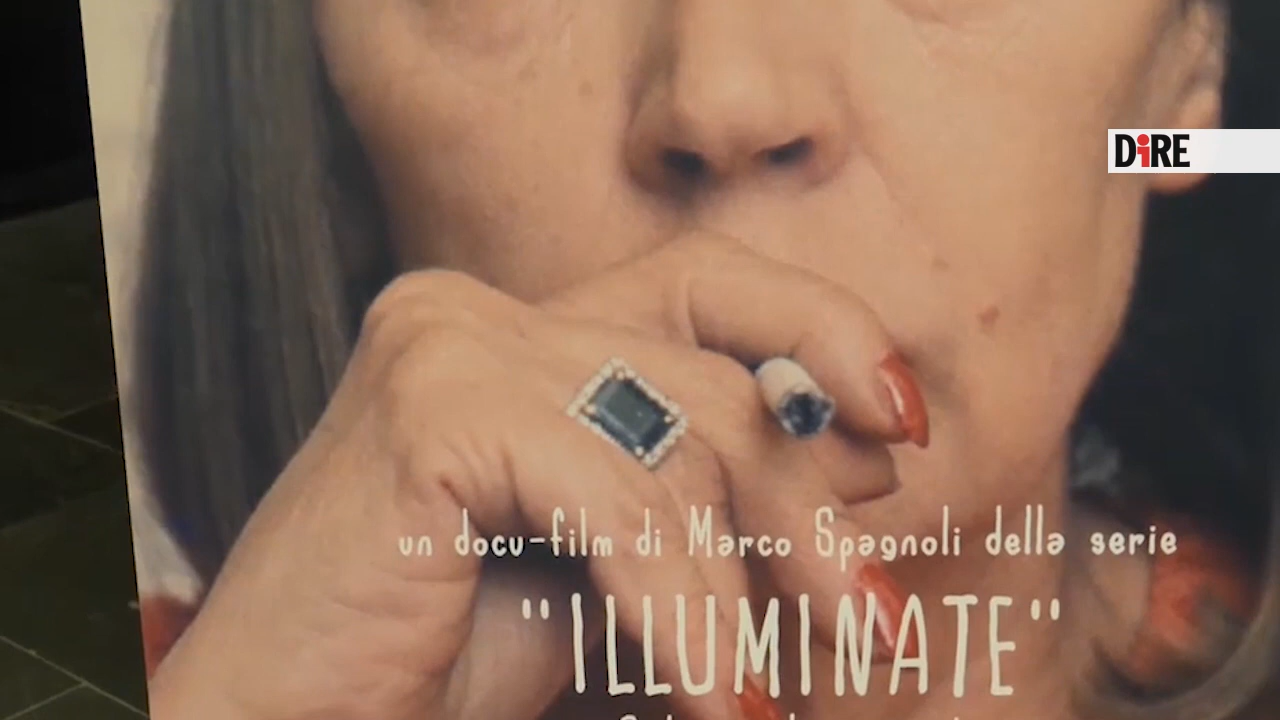 DiRE
un docu-film di Marco Spagnoli della serie
"ILLUMINATE"